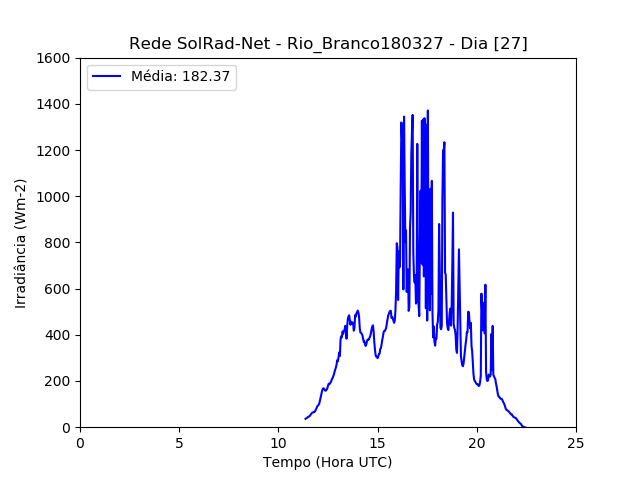 Rede SolRad-Net - Rio_Branco180327 - Dia [27]
Média: 182.37
Irradiância (Wm-2)
1600
1400
1200
1000
800
600
400
200
0
0 5 10 15 20 25
Tempo (Hora UTC)